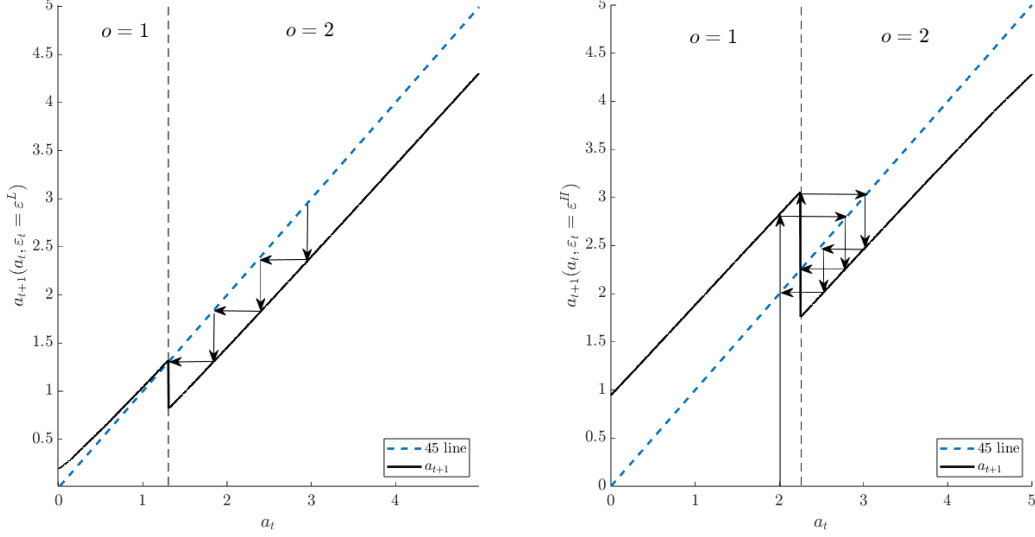 5
4.5
4
3.5
3
2.5
2
1.5
1
0.5
0
0
1
2
3
4
o = 1
o = 2
a_{t+1}(a_t, ε_t = ε^L)
a_t
45 line
a_{t+1}
5
4.5
4
3.5
3
2.5
2
1.5
1
0.5
0
0
1
2
3
4
5
o = 1
o = 2
a_{t+1}(a_t, ε_t = ε^H)
a_t
45 line
a_{t+1}